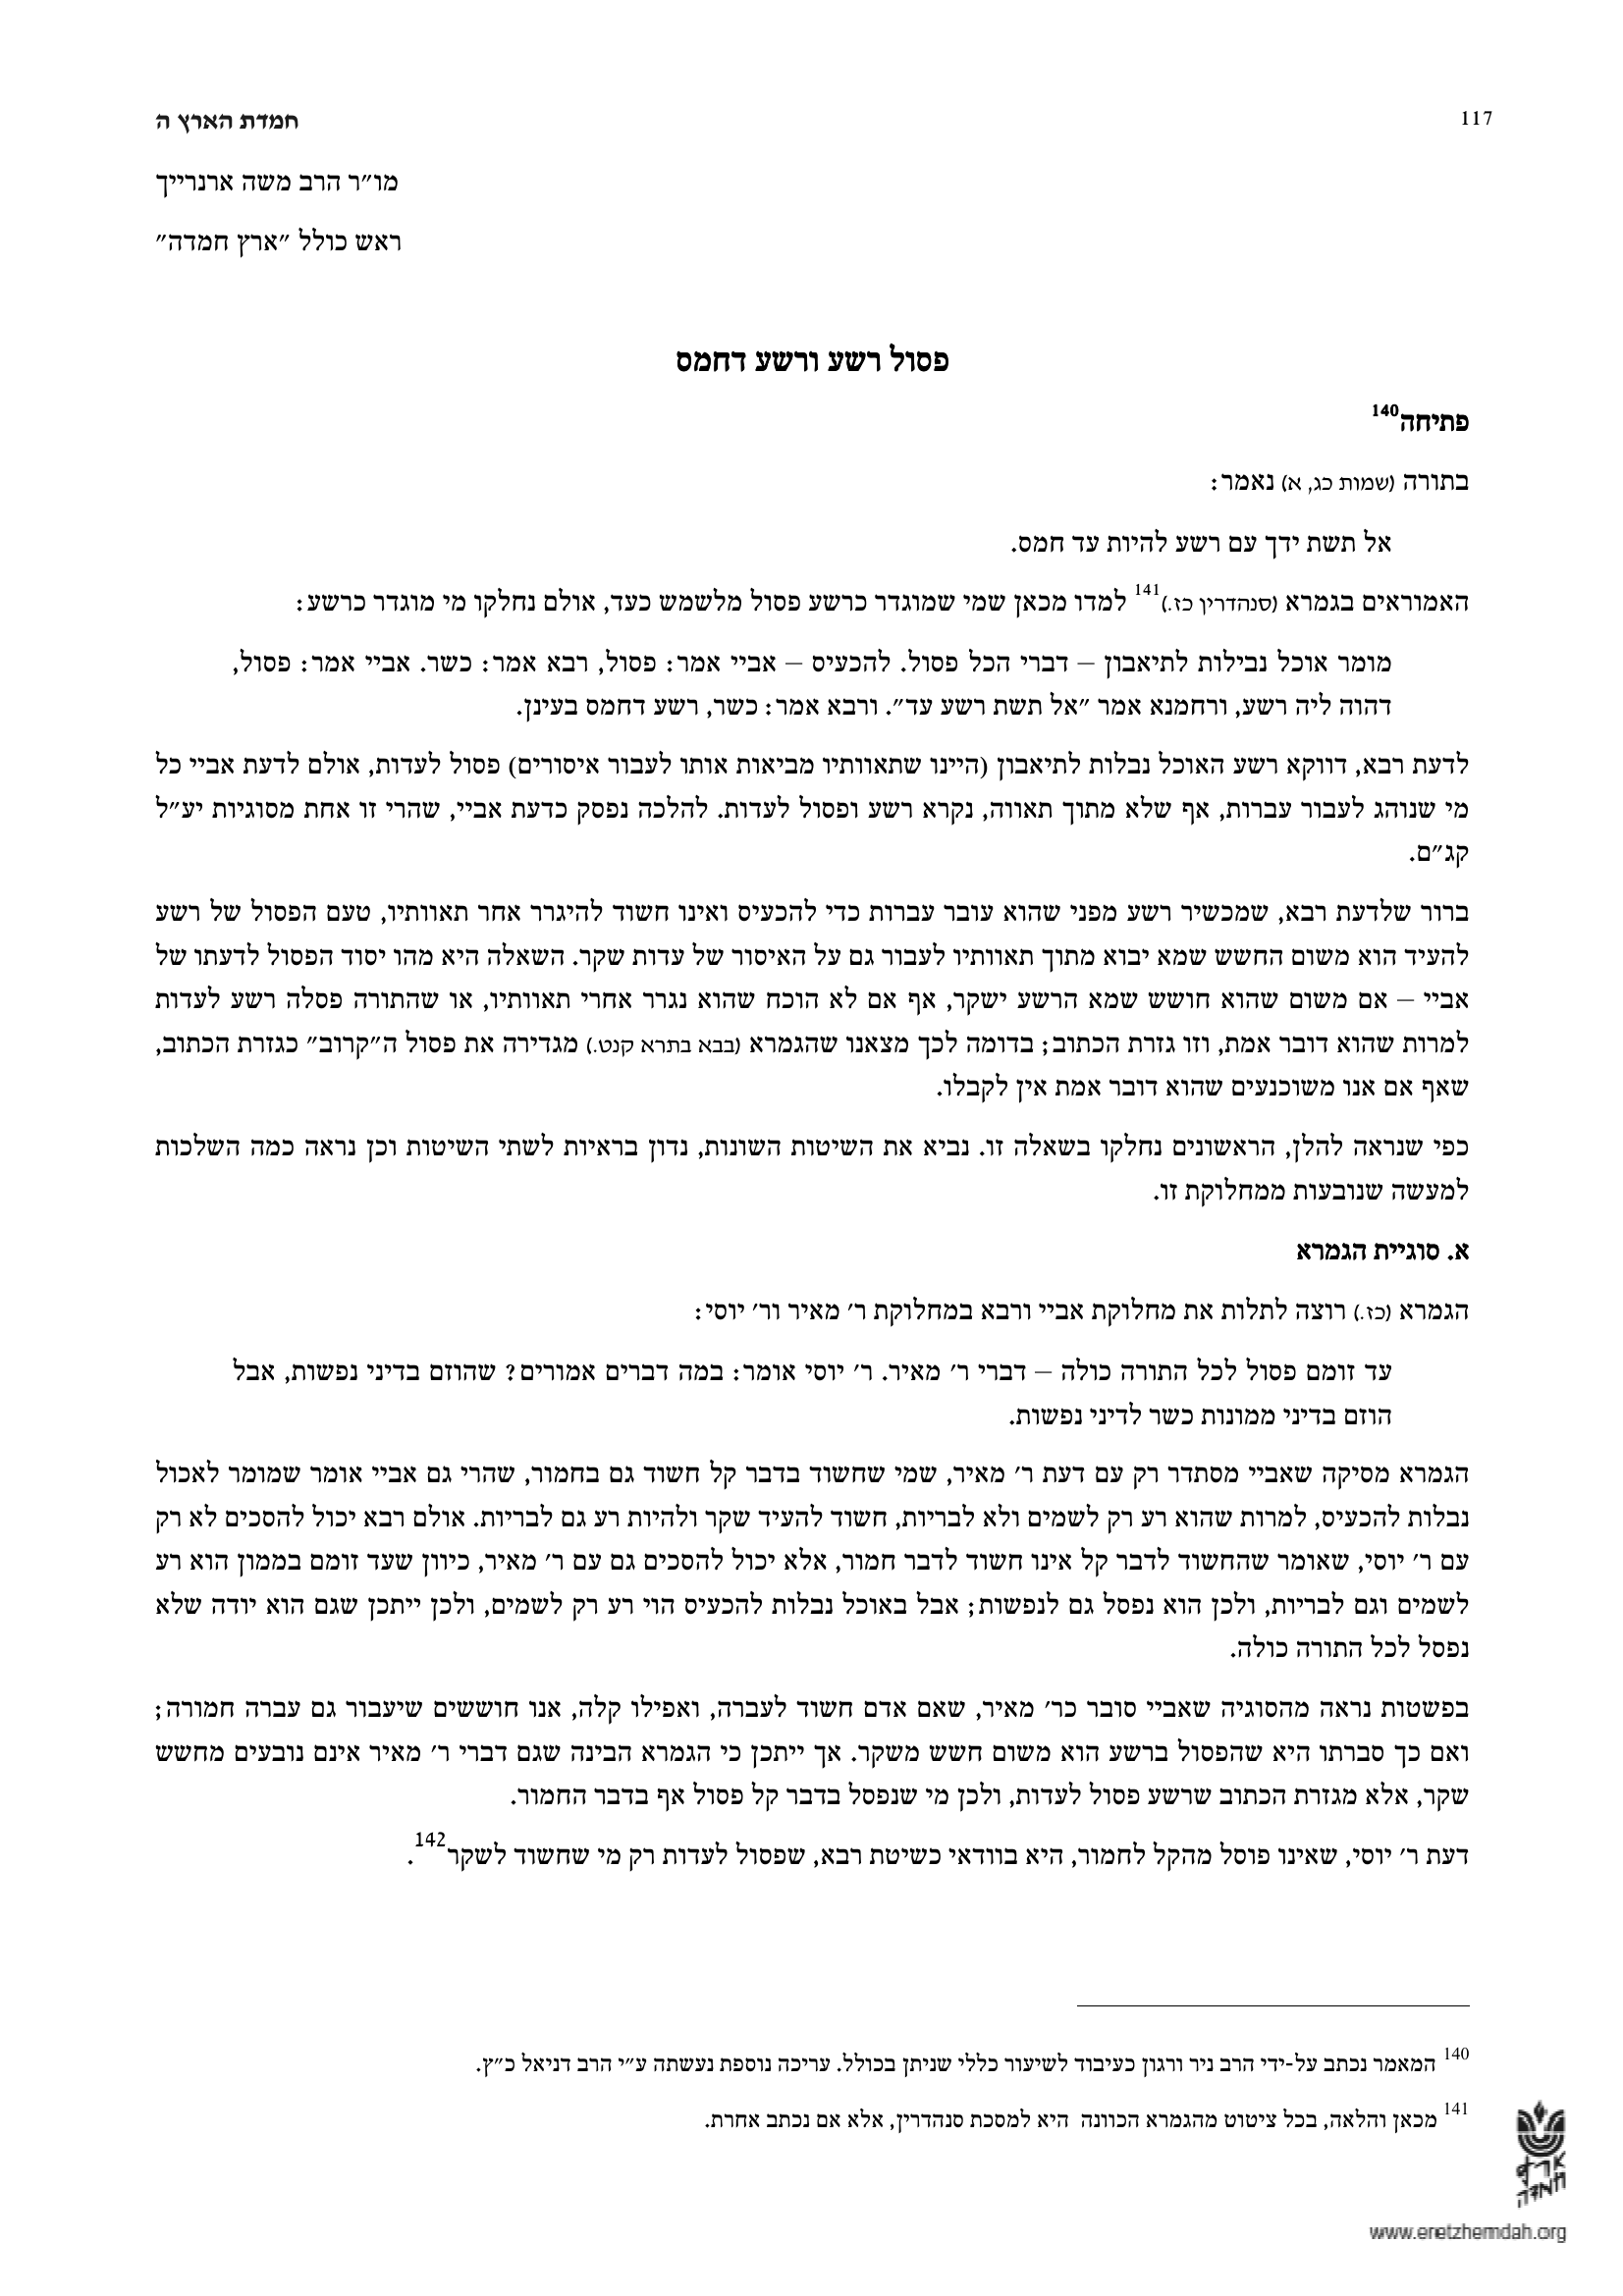 117
חמדת הארץ ה
מו״ר הרב משה ארנרייך
ראש כולל ״ארץ חמדה״
פסול רשע ורשע דחמס
פתיחה140
בתורה (שמות כג, א) נאמר:
אל תשת ידך עם רשע להיות עד חמס.
האמוראים בגמרא (סנהדרין כז.)141 למדו מכאן שמי שמוגדר כרשע פסול מלשמש כעד, אולם נחלקו מי מוגדר כרשע:
מומר אוכל נבילות לתיאבון – דברי הכל פסול. להכעיס – אביי אמר: פסול, רבא אמר: כשר. אביי אמר: פסול,
דהוה ליה רשע, ורחמנא אמר ״אל תשת רשע עד״. ורבא אמר: כשר, רשע דחמס בעינן.
לדעת רבא, דווקא רשע האוכל נבלות לתיאבון (היינו שתאוותיו מביאות אותו לעבור איסורים) פסול לעדות, אולם לדעת אביי כל
מי שנוהג לעבור עברות, אף שלא מתוך תאווה, נקרא רשע ופסול לעדות. להלכה נפסק כדעת אביי, שהרי זו אחת מסוגיות יע״ל
קג״ם.
ברור שלדעת רבא, שמכשיר רשע מפני שהוא עובר עברות כדי להכעיס ואינו חשוד להיגרר אחר תאוותיו, טעם הפסול של רשע
להעיד הוא משום החשש שמא יבוא מתוך תאוותיו לעבור גם על האיסור של עדות שקר. השאלה היא מהו יסוד הפסול לדעתו של
אביי – אם משום שהוא חושש שמא הרשע ישקר, אף אם לא הוכח שהוא נגרר אחרי תאוותיו, או שהתורה פסלה רשע לעדות
למרות שהוא דובר אמת, וזו גזרת הכתוב; בדומה לכך מצאנו שהגמרא (בבא בתרא קנט.) מגדירה את פסול ה״קרוב״ כגזרת הכתוב,
שאף אם אנו משוכנעים שהוא דובר אמת אין לקבלו.
כפי שנראה להלן, הראשונים נחלקו בשאלה זו. נביא את השיטות השונות, נדון בראיות לשתי השיטות וכן נראה כמה השלכות
למעשה שנובעות ממחלוקת זו.
א. סוגיית הגמרא
הגמרא (כז.) רוצה לתלות את מחלוקת אביי ורבא במחלוקת ר׳ מאיר ור׳ יוסי:
עד זומם פסול לכל התורה כולה – דברי ר׳ מאיר. ר׳ יוסי אומר: במה דברים אמורים? שהוזם בדיני נפשות, אבל
הוזם בדיני ממונות כשר לדיני נפשות.
הגמרא מסיקה שאביי מסתדר רק עם דעת ר׳ מאיר, שמי שחשוד בדבר קל חשוד גם בחמור, שהרי גם אביי אומר שמומר לאכול
נבלות להכעיס, למרות שהוא רע רק לשמים ולא לבריות, חשוד להעיד שקר ולהיות רע גם לבריות. אולם רבא יכול להסכים לא רק
עם ר׳ יוסי, שאומר שהחשוד לדבר קל אינו חשוד לדבר חמור, אלא יכול להסכים גם עם ר׳ מאיר, כיוון שעד זומם בממון הוא רע
לשמים וגם לבריות, ולכן הוא נפסל גם לנפשות; אבל באוכל נבלות להכעיס הוי רע רק לשמים, ולכן ייתכן שגם הוא יודה שלא
נפסל לכל התורה כולה.
בפשטות נראה מהסוגיה שאביי סובר כר׳ מאיר, שאם אדם חשוד לעברה, ואפילו קלה, אנו חוששים שיעבור גם עברה חמורה;
ואם כך סברתו היא שהפסול ברשע הוא משום חשש משקר. אך ייתכן כי הגמרא הבינה שגם דברי ר׳ מאיר אינם נובעים מחשש
שקר, אלא מגזרת הכתוב שרשע פסול לעדות, ולכן מי שנפסל בדבר קל פסול אף בדבר החמור.
דעת ר׳ יוסי, שאינו פוסל מהקל לחמור, היא בוודאי כשיטת רבא, שפסול לעדות רק מי שחשוד לשקר142.
140 המאמר נכתב על-ידי הרב ניר ורגון כעיבוד לשיעור כללי שניתן בכולל. עריכה נוספת נעשתה ע״י הרב דניאל כ״ץ.
141 מכאן והלאה, בכל ציטוט מהגמרא הכוונה היא למסכת סנהדרין, אלא אם נכתב אחרת.
ארץ
חמדה
www.eretzhemdah.org